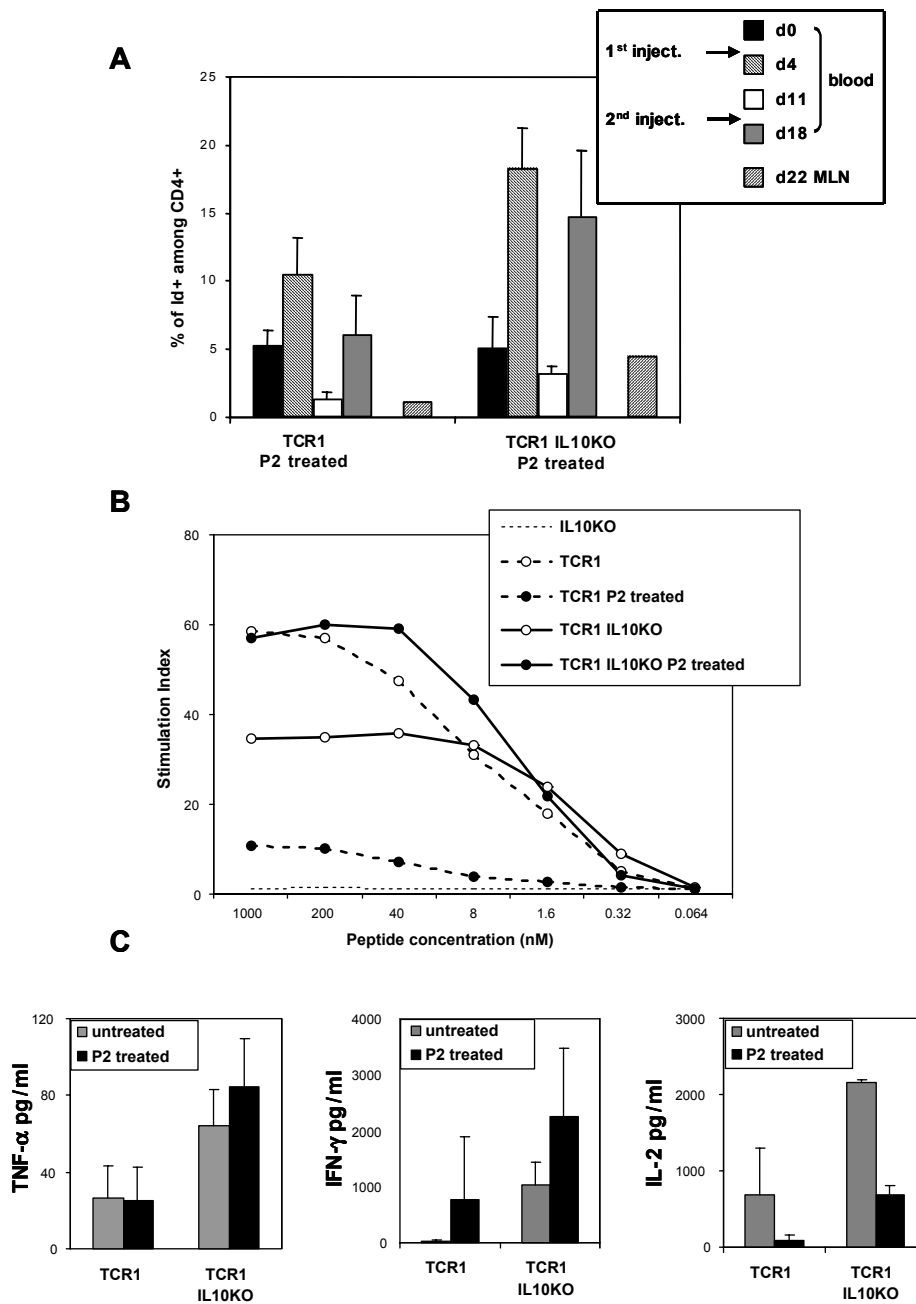 A
1st inject.
2nd inject.
d0
d4
d11
d18
blood
d22 MLN
% of Id+ among CD4+
25
20
15
10
5
0
TCR1
P2 treated
TCR1 IL10KO
P2 treated
B
IL10KO
TCR1
TCR1 P2 treated
TCR1 IL10KO
TCR1 IL10KO P2 treated
Stimulation Index
80
60
40
20
0
1000 200 40 8 1.6 0.32 0.064
Peptide concentration (nM)
C
TNF-α pg/ml
120
80
40
0
untreated
P2 treated
TCR1
TCR1
IL10KO
IFN-γ pg/ml
4000
3000
2000
1000
0
untreated
P2 treated
TCR1
TCR1
IL10KO
IL-2 pg/ml
3000
2000
1000
0
untreated
P2 treated
TCR1
TCR1
IL10KO